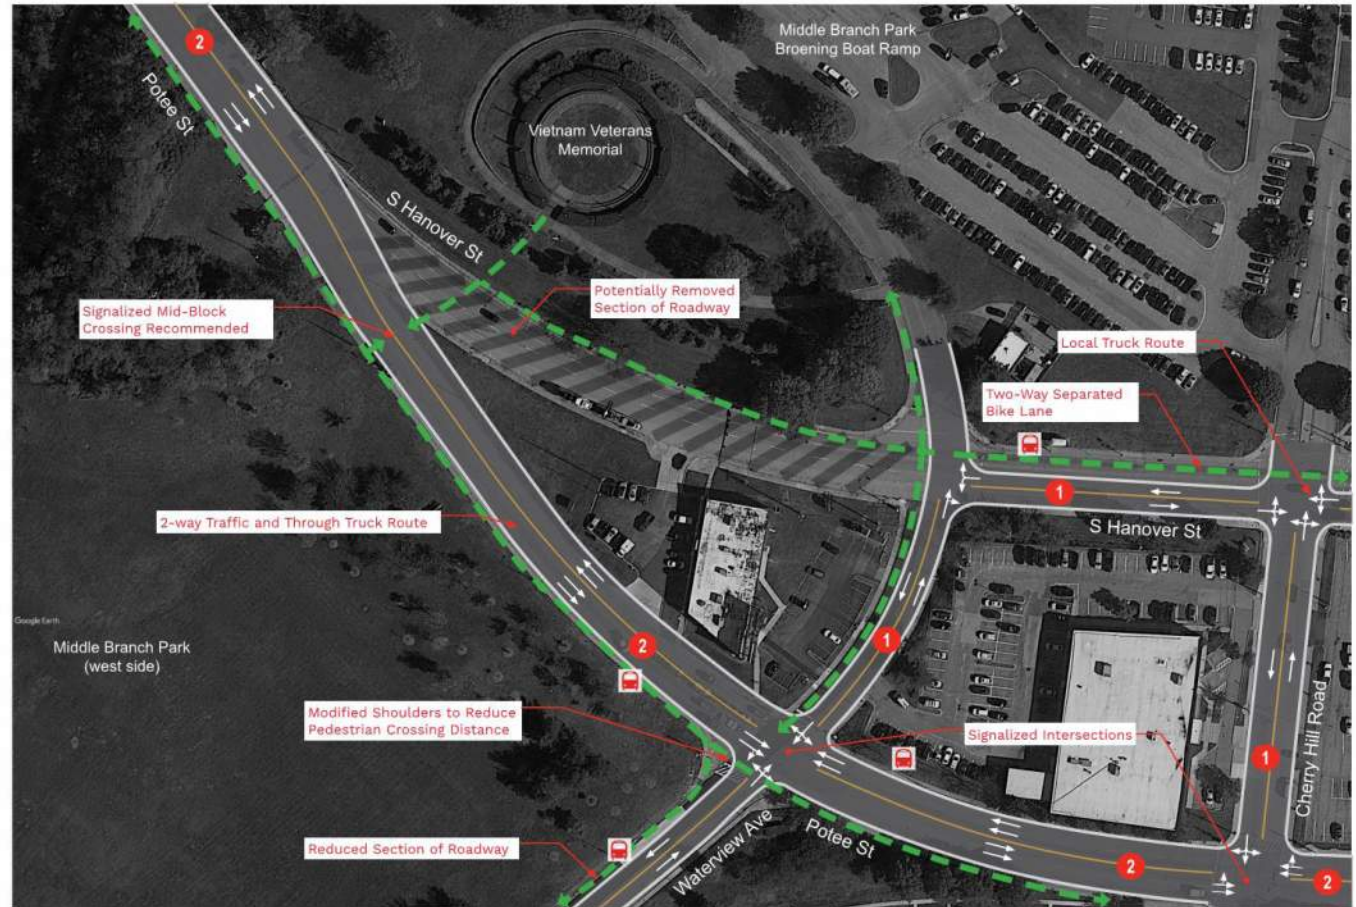 2
Middle Branch Park
Broening Boat Ramp
Potee St
Vietnam Veterans
Memorial
S Hanover St
Signalized Mid-Block
Crossing Recommended
Potentially Removed
Section of Roadway
Local Truck Route
Two-Way Separated
Bike Lane
1
2-way Traffic and Through Truck Route
S Hanover St
Google Earth
Middle Branch Park
(west side)
2
1
Modified Shoulders to Reduce
Pedestrian Crossing Distance
Signalized Intersections
1
Cherry Hill Road
Reduced Section of Roadway
Waterview Ave
Potee St
2
2